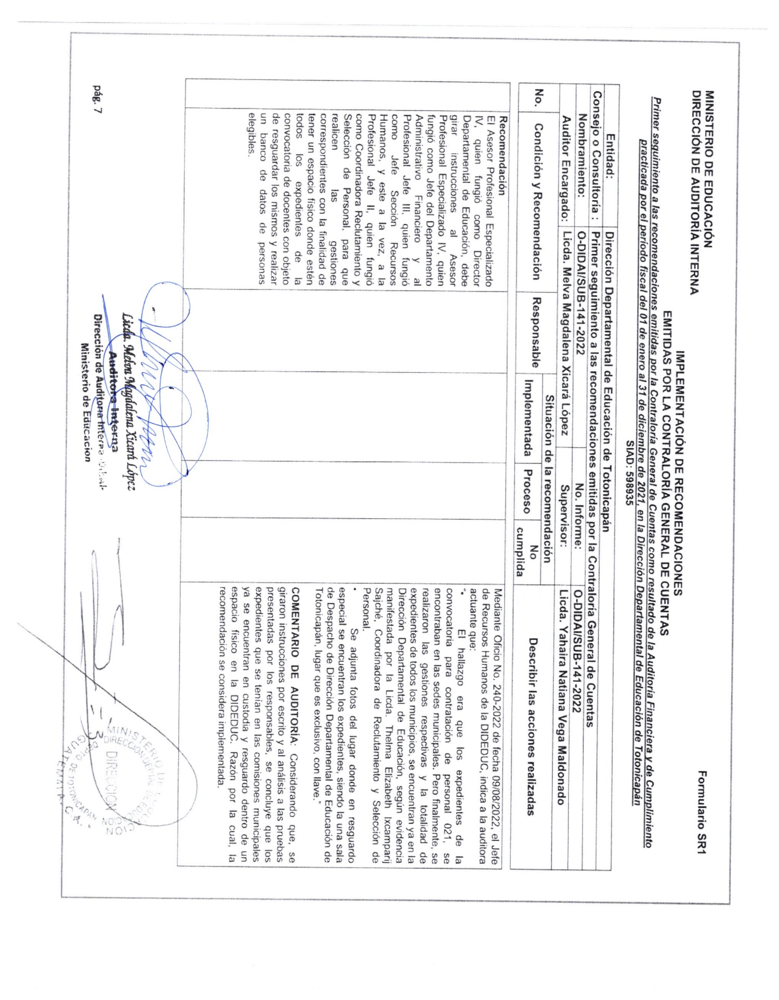 MINISTERIO DE EDUCACIÓN
DIRECCIÓN DE AUDITORÍA INTERNA
Formulario SR1
IMPLEMENTACIÓN DE RECOMENDACIONES
EMITIDAS POR LA CONTRALORÍA GENERAL DE CUENTAS
Primer seguimiento a las recomendaciones emitidas por la Contraloría General de Cuentas como resultado de la Auditoría Financiera y de Cumplimiento
practicada por el período fiscal del 01 de enero al 31 de diciembre de 2021, en la Dirección Departamental de Educación de Totonicapán
SIAD: 598935
Entidad: Dirección Departamental de Educación de Totonicapán
Consejo o Consultoría : Primer seguimiento a las recomendaciones emitidas por la Contraloría General de Cuentas
Nombramiento: O-DIDAI/SUB-141-2022 No. Informe: O-DIDAI/SUB-141-2022
Auditor Encargado: Licda. Melva Magdalena Xicará López Supervisor: Licda. Yahaira Natiana Vega Maldonado
No. Condición y Recomendación Responsable Situación de la recomendación Describir las acciones realizadas
Implementada Proceso No
cumplida
Recomendación
El Asesor Profesional Especializado
IV, quien fungió como Director
Departamental de Educación, debe
girar instrucciones al Asesor
Profesional Especializado IV, quien
fungió como Jefe del Departamento
Administrativo Financiero y al
Profesional Jefe III, quien fungió
como Jefe Sección Recursos
Humanos, y este a la vez, a la
Profesional Jefe II, quien fungió
como Coordinadora Reclutamiento y
Selección de Personal, para que
realicen las gestiones
correspondientes con la finalidad de
tener un espacio físico donde estén
todos los expedientes de la
convocatoria de docentes con objeto
de resguardar los mismos y realizar
un banco de datos de personas
elegibles.
Mediante Oficio No. 240-2022 de fecha 09/08/2022, el Jefe
de Recursos Humanos de la DIDEDUC, indica a la auditora
actuante que:
"• El hallazgo era que los expedientes de la
convocatoria para contratación de personal 021, se
encontraban en las sedes municipales. Pero finalmente, se
realizaron las gestiones respectivas y la totalidad de
expedientes de todos los municipios, se encuentran ya en la
Dirección Departamental de Educación, según evidencia
manifestada por la Licda. Thelma Elizabeth Ixcamparij
Sajché, Coordinadora de Reclutamiento y Selección de
Personal.
• Se adjunta fotos del lugar donde en resguardo
especial se encuentran los expedientes, siendo la una sala
de Despacho de Dirección Departamental de Educación de
Totonicapán, lugar que es exclusivo, con llave."
COMENTARIO DE AUDITORÍA: Considerando que, se
giraron instrucciones por escrito y al análisis a las pruebas
presentadas por los responsables, se concluye que los
expedientes que se tenían en las comisiones municipales
ya se encuentran en custodia y resguardo dentro de un
espacio físico en la DIDEDUC. Razón por la cual, la
recomendación se considera implementada.
Licda. Melva Magdalena Xicará López
Auditora Interna
Dirección de Auditoría Interna
Ministerio de Educacion
MINISTERIO DE EDUCACION
DIRECCION DEPARTAMENTAL DE EDUCACION
DIRECCION
DEPTO DE TOTONICAPAN
GUATEMALA, C.A.
pág. 7